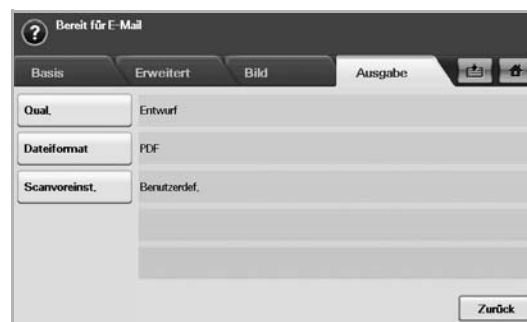 Bereit für E-Mail
Basis Erweitert Bild Ausgabe
Qual. Entwurf
Dateiformat PDF
Scanvoreinst. Benutzerdef.
Zurück